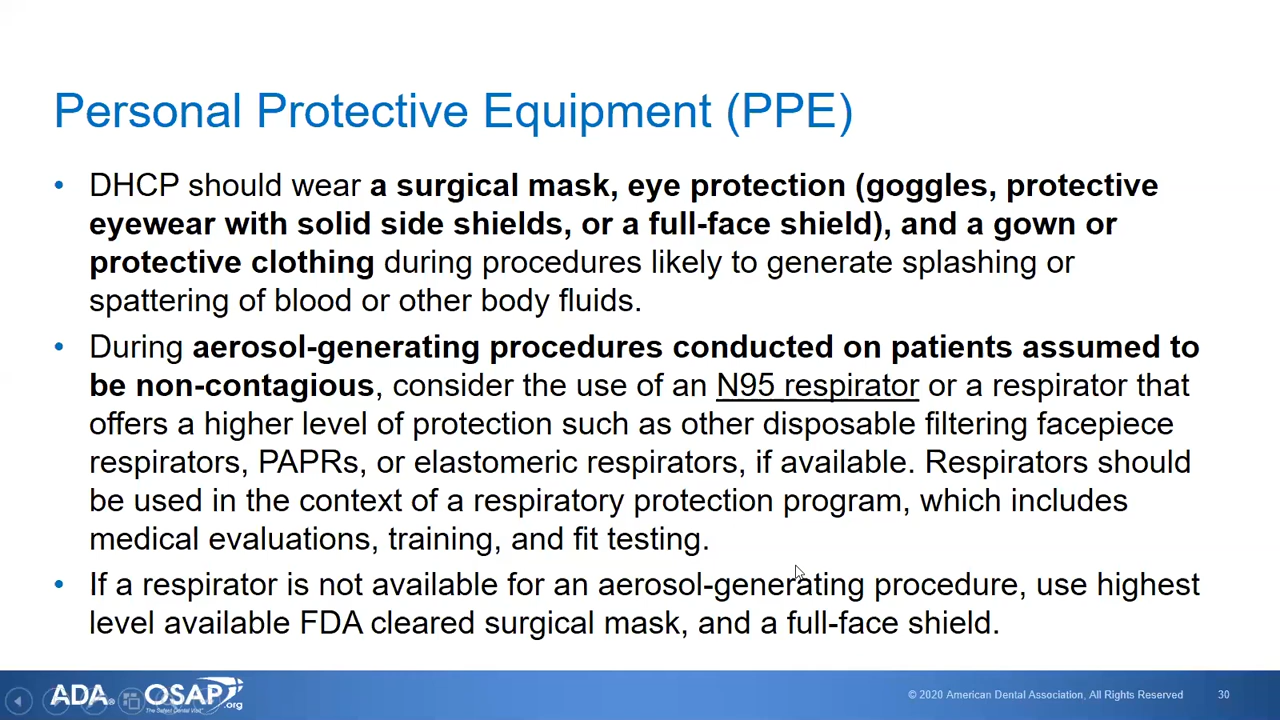 Personal Protective Equipment (PPE)
• DHCP should wear a surgical mask, eye protection (goggles, protective
eyewear with solid side shields, or a full-face shield), and a gown or
protective clothing during procedures likely to generate splashing or
spattering of blood or other body fluids.
• During aerosol-generating procedures conducted on patients assumed to
be non-contagious, consider the use of an N95 respirator or a respirator that
offers a higher level of protection such as other disposable filtering facepiece
respirators, PAPRs, or elastomeric respirators, if available. Respirators should
be used in the context of a respiratory protection program, which includes
medical evaluations, training, and fit testing.
• If a respirator is not available for an aerosol-generating procedure, use highest
level available FDA cleared surgical mask, and a full-face shield.
ADA® OSAP.org
The Safest Dental Visit™
© 2020 American Dental Association, All Rights Reserved 30